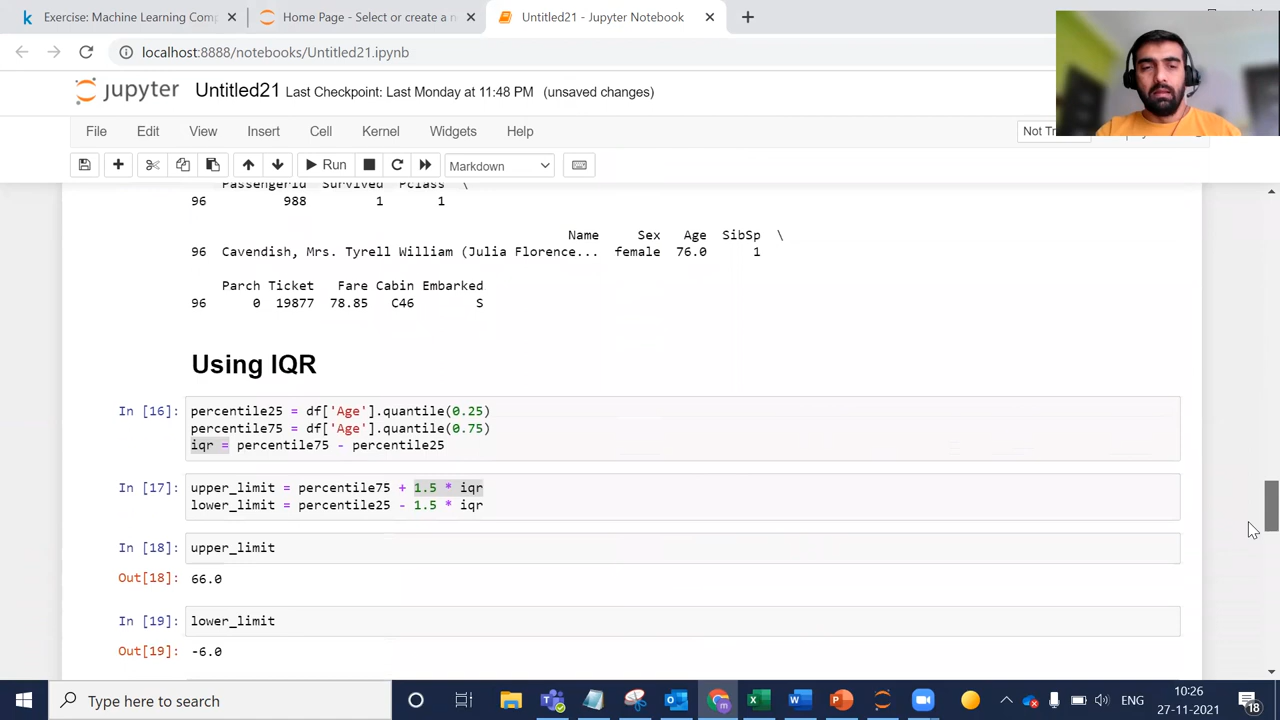 Exercise: Machine Learning Comp
Home Page - Select or create a n
Untitled21 - Jupyter Notebook
localhost:8888/notebooks/Untitled21.ipynb
jupyter Untitled21 Last Checkpoint: Last Monday at 11:48 PM (unsaved changes)
File Edit View Insert Cell Kernel Widgets Help Not Tr
Run Markdown
PassengerId Survived Pclass \
96 988 1 1
Name Sex Age SibSp \
96 Cavendish, Mrs. Tyrell William (Julia Florence... female 76.0 1
Parch Ticket Fare Cabin Embarked
96 0 19877 78.85 C46 S
Using IQR
In [16]: percentile25 = df['Age'].quantile(0.25)
percentile75 = df['Age'].quantile(0.75)
iqr = percentile75 - percentile25
In [17]: upper_limit = percentile75 + 1.5 * iqr
lower_limit = percentile25 - 1.5 * iqr
In [18]: upper_limit
Out[18]: 66.0
In [19]: lower_limit
Out[19]: -6.0
Type here to search
ENG
10:26
27-11-2021
18